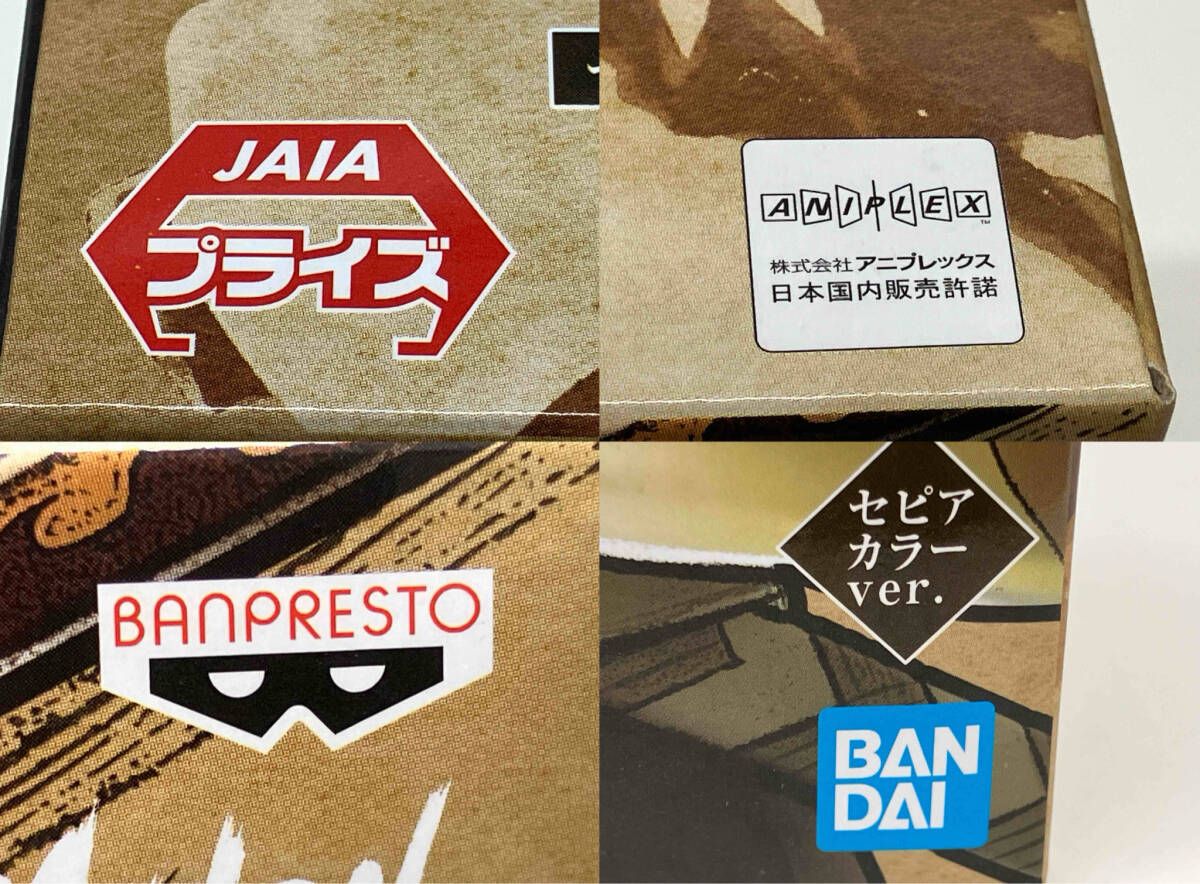 JAIA
プライズ
ANIPLEX
TM
株式会社 アニプレックス
日本国内販売許諾
BANPRESTO
セピア
カラー
ver.
BAN
DAI